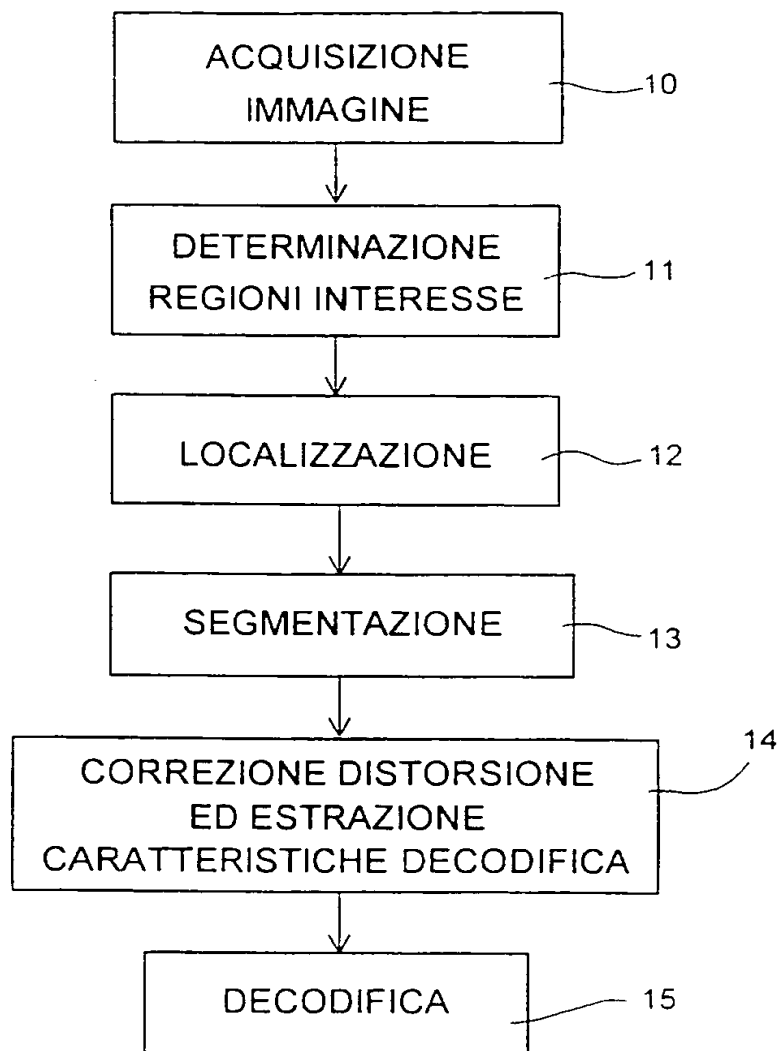 ACQUISIZIONE
IMMAGINE
10
DETERMINAZIONE
REGIONI INTERESSE
11
LOCALIZZAZIONE
12
SEGMENTAZIONE
13
CORREZIONE DISTORSIONE
ED ESTRAZIONE
CARATTERISTICHE DECODIFICA
14
DECODIFICA
15